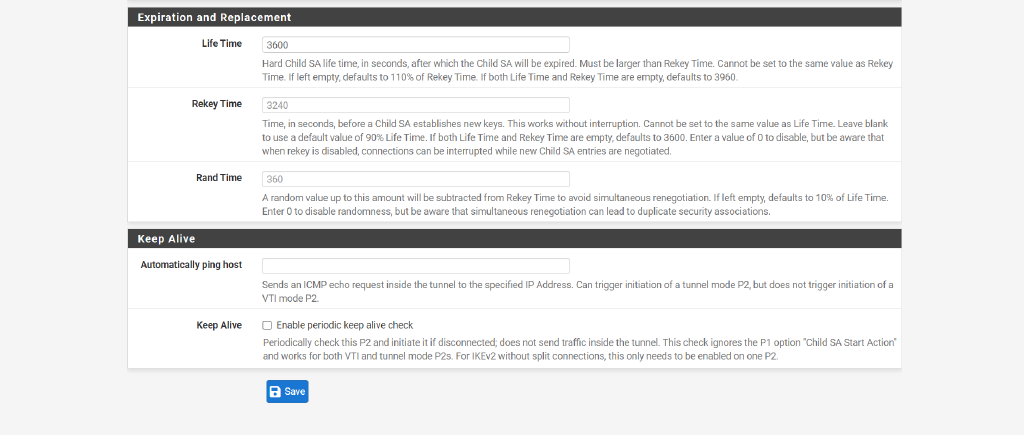 Expiration and Replacement
Life Time
3600
Hard Child SA life time, in seconds, after which the Child SA will be expired. Must be larger than Rekey Time. Cannot be set to the same value as Rekey
Time. If left empty, defaults to 110% of Rekey Time. If both Life Time and Rekey Time are empty, defaults to 3960.
Rekey Time
3240
Time, in seconds, before a Child SA establishes new keys. This works without interruption. Cannot be set to the same value as Life Time. Leave blank
to use a default value of 90% Life Time. If both Life Time and Rekey Time are empty, defaults to 3600. Enter a value of 0 to disable, but be aware that
when rekey is disabled, connections can be interrupted while new Child SA entries are negotiated.
Rand Time
360
A random value up to this amount will be subtracted from Rekey Time to avoid simultaneous renegotiation. If left empty, defaults to 10% of Life Time.
Enter 0 to disable randomness, but be aware that simultaneous renegotiation can lead to duplicate security associations.
Keep Alive
Automatically ping host
Sends an ICMP echo request inside the tunnel to the specified IP Address. Can trigger initiation of a tunnel mode P2, but does not trigger initiation of a
VTI mode P2.
Keep Alive
Enable periodic keep alive check
Periodically check this P2 and initiate it if disconnected; does not send traffic inside the tunnel. This check ignores the P1 option "Child SA Start Action"
and works for both VTI and tunnel mode P2s. For IKEv2 without split connections, this only needs to be enabled on one P2.
Save